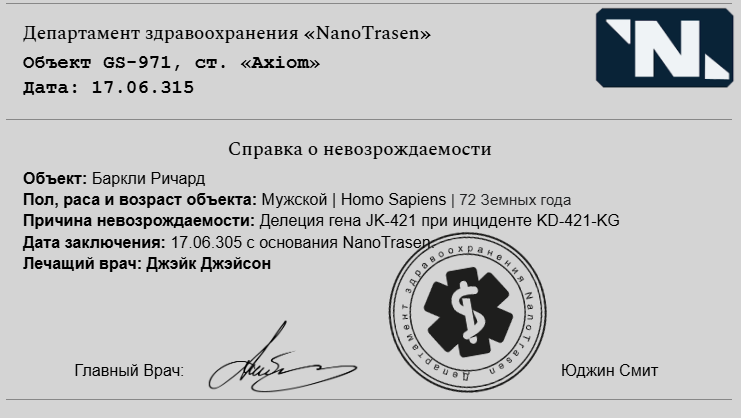 Департамент здравоохранения «NanoTrasen»
Объект GS-971, ст. «Axiom»
Дата: 17.06.315
N
Справка о невозрождаемости
Объект: Баркли Ричард
Пол, раса и возраст объекта: Мужской | Homo Sapiens | 72 Земных года
Причина невозрождаемости: Делеция гена JK-421 при инциденте KD-421-KG
Дата заключения: 17.06.305 с основания NanoTrasen.
Лечащий врач: Джэйк Джэйсон
Департамент здравоохранения NanoTrasen
Главный Врач:
Юджин Смит